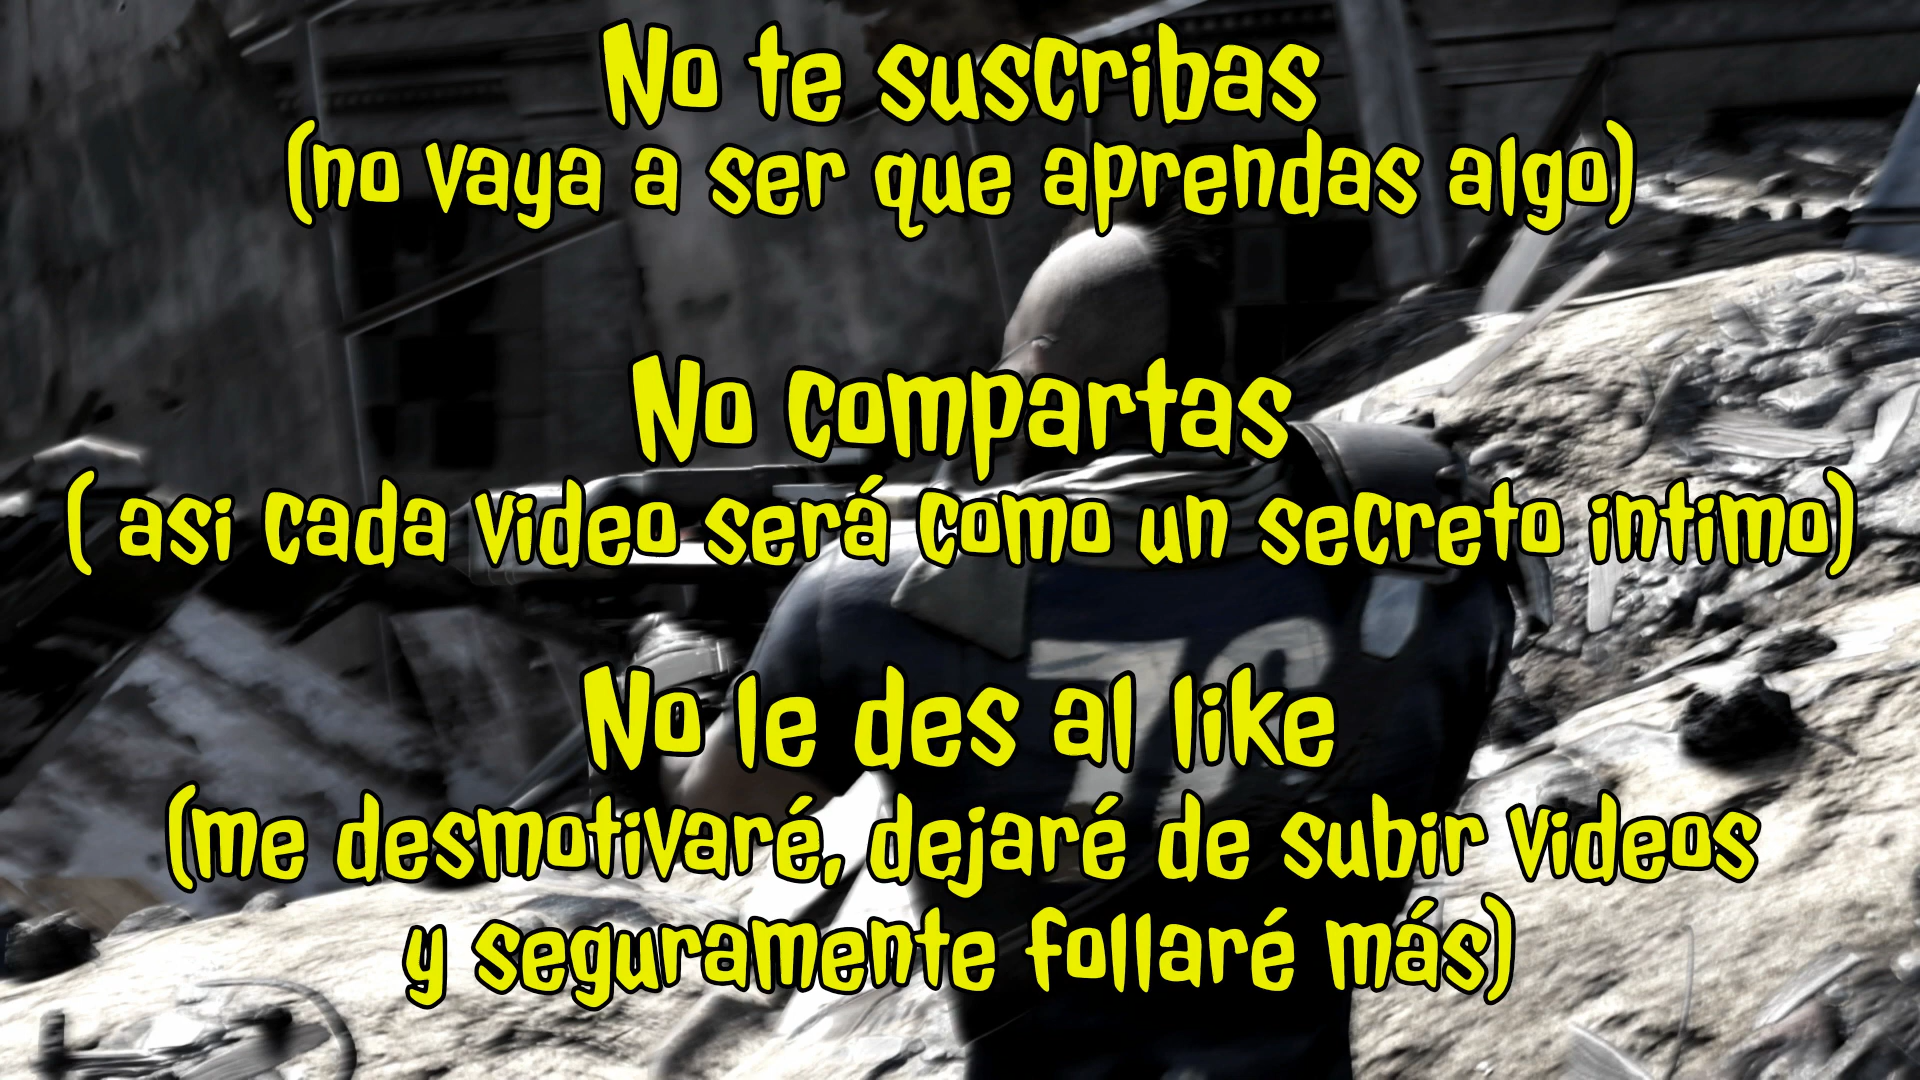 No te suscribas
(no vaya a ser que aprendas algo)
No compartas
( asi cada video será como un secreto intimo)
No le des al like
(me desmotivaré, dejaré de subir videos
y seguramente follaré más)